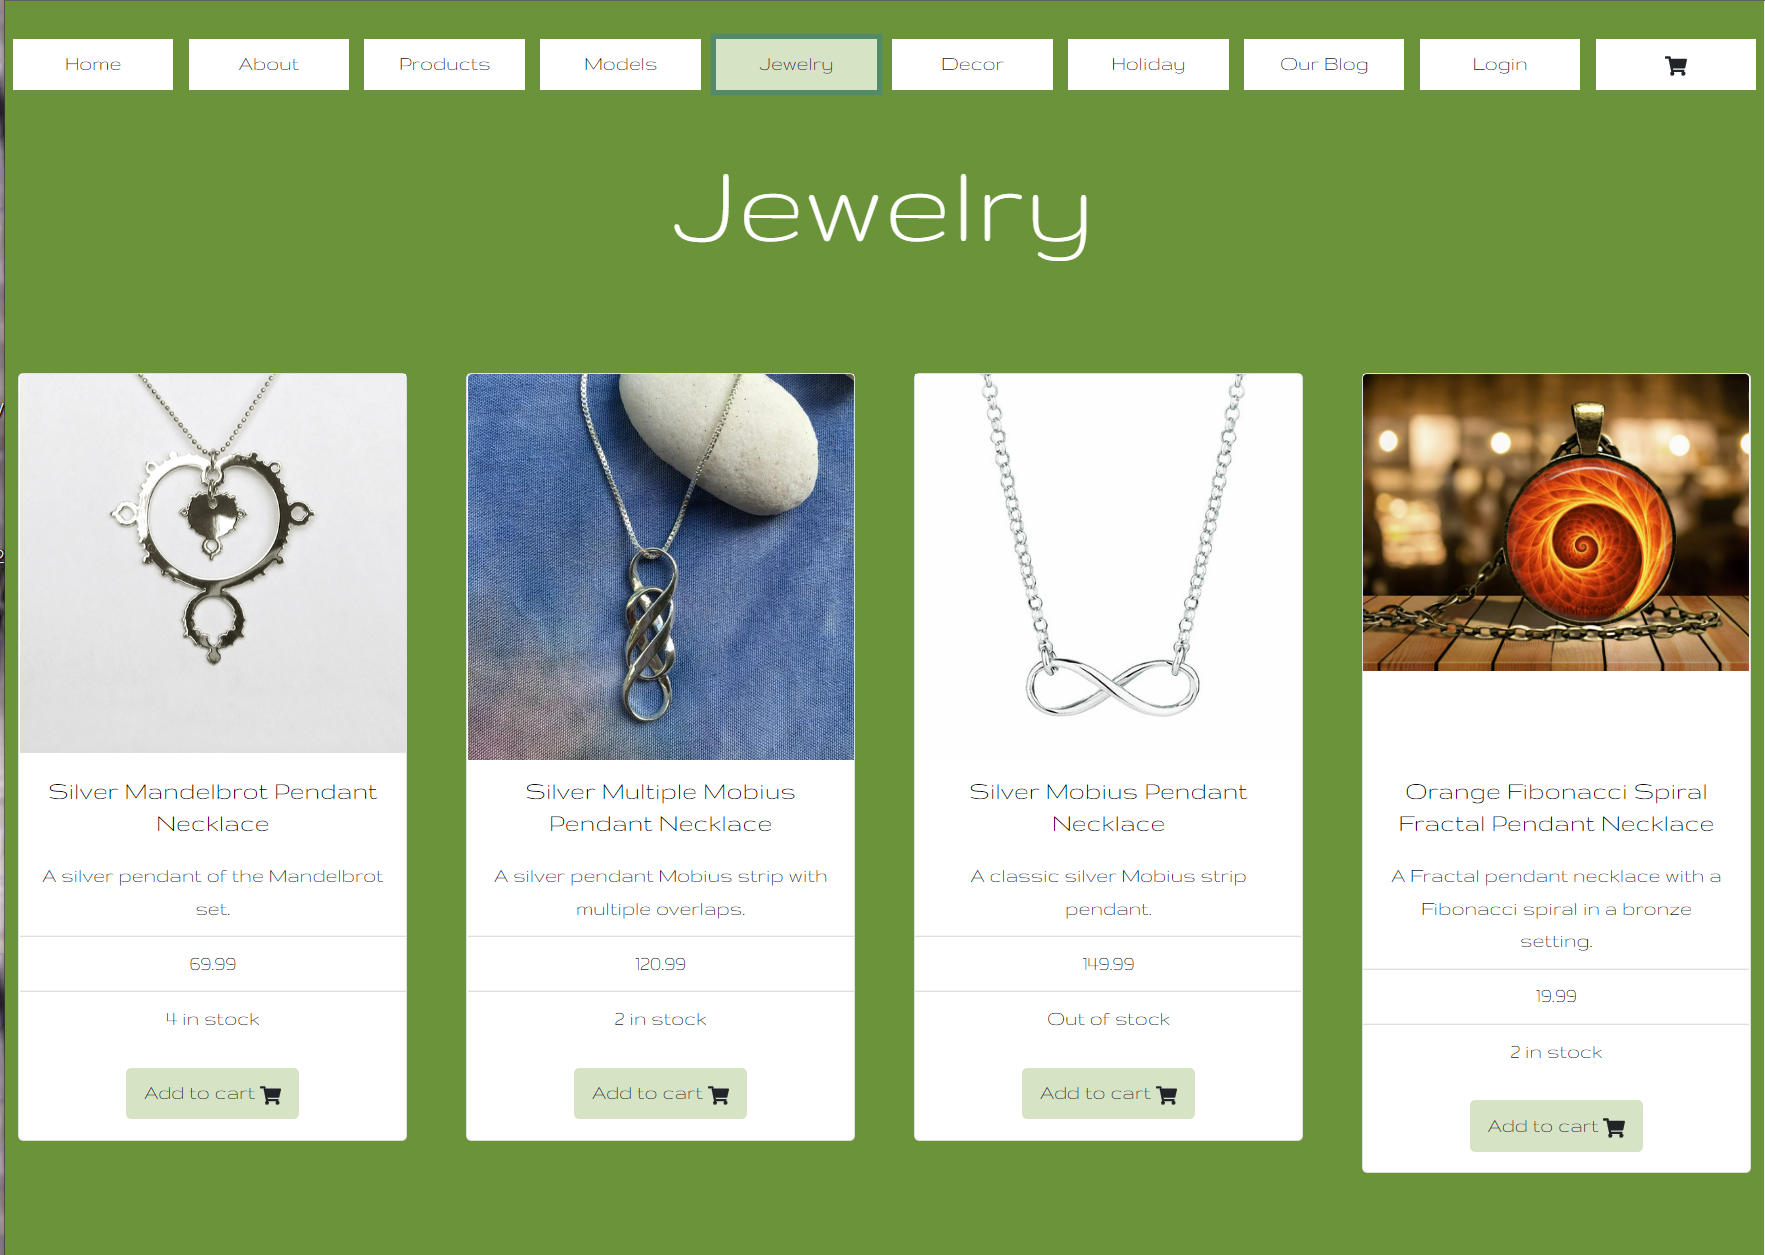 Home About Products Models Jewelry Decor Holiday Our Blog Login
Jewelry
Silver Mandelbrot Pendant
Necklace
A silver pendant of the Mandelbrot
set.
69.99
4 in stock
Add to cart
Silver Multiple Mobius
Pendant Necklace
A silver pendant Mobius strip with
multiple overlaps.
120.99
2 in stock
Add to cart
Silver Mobius Pendant
Necklace
A classic silver Mobius strip
pendant.
149.99
Out of stock
Add to cart
Orange Fibonacci Spiral
Fractal Pendant Necklace
A Fractal pendant necklace with a
Fibonacci spiral in a bronze
setting.
19.99
2 in stock
Add to cart